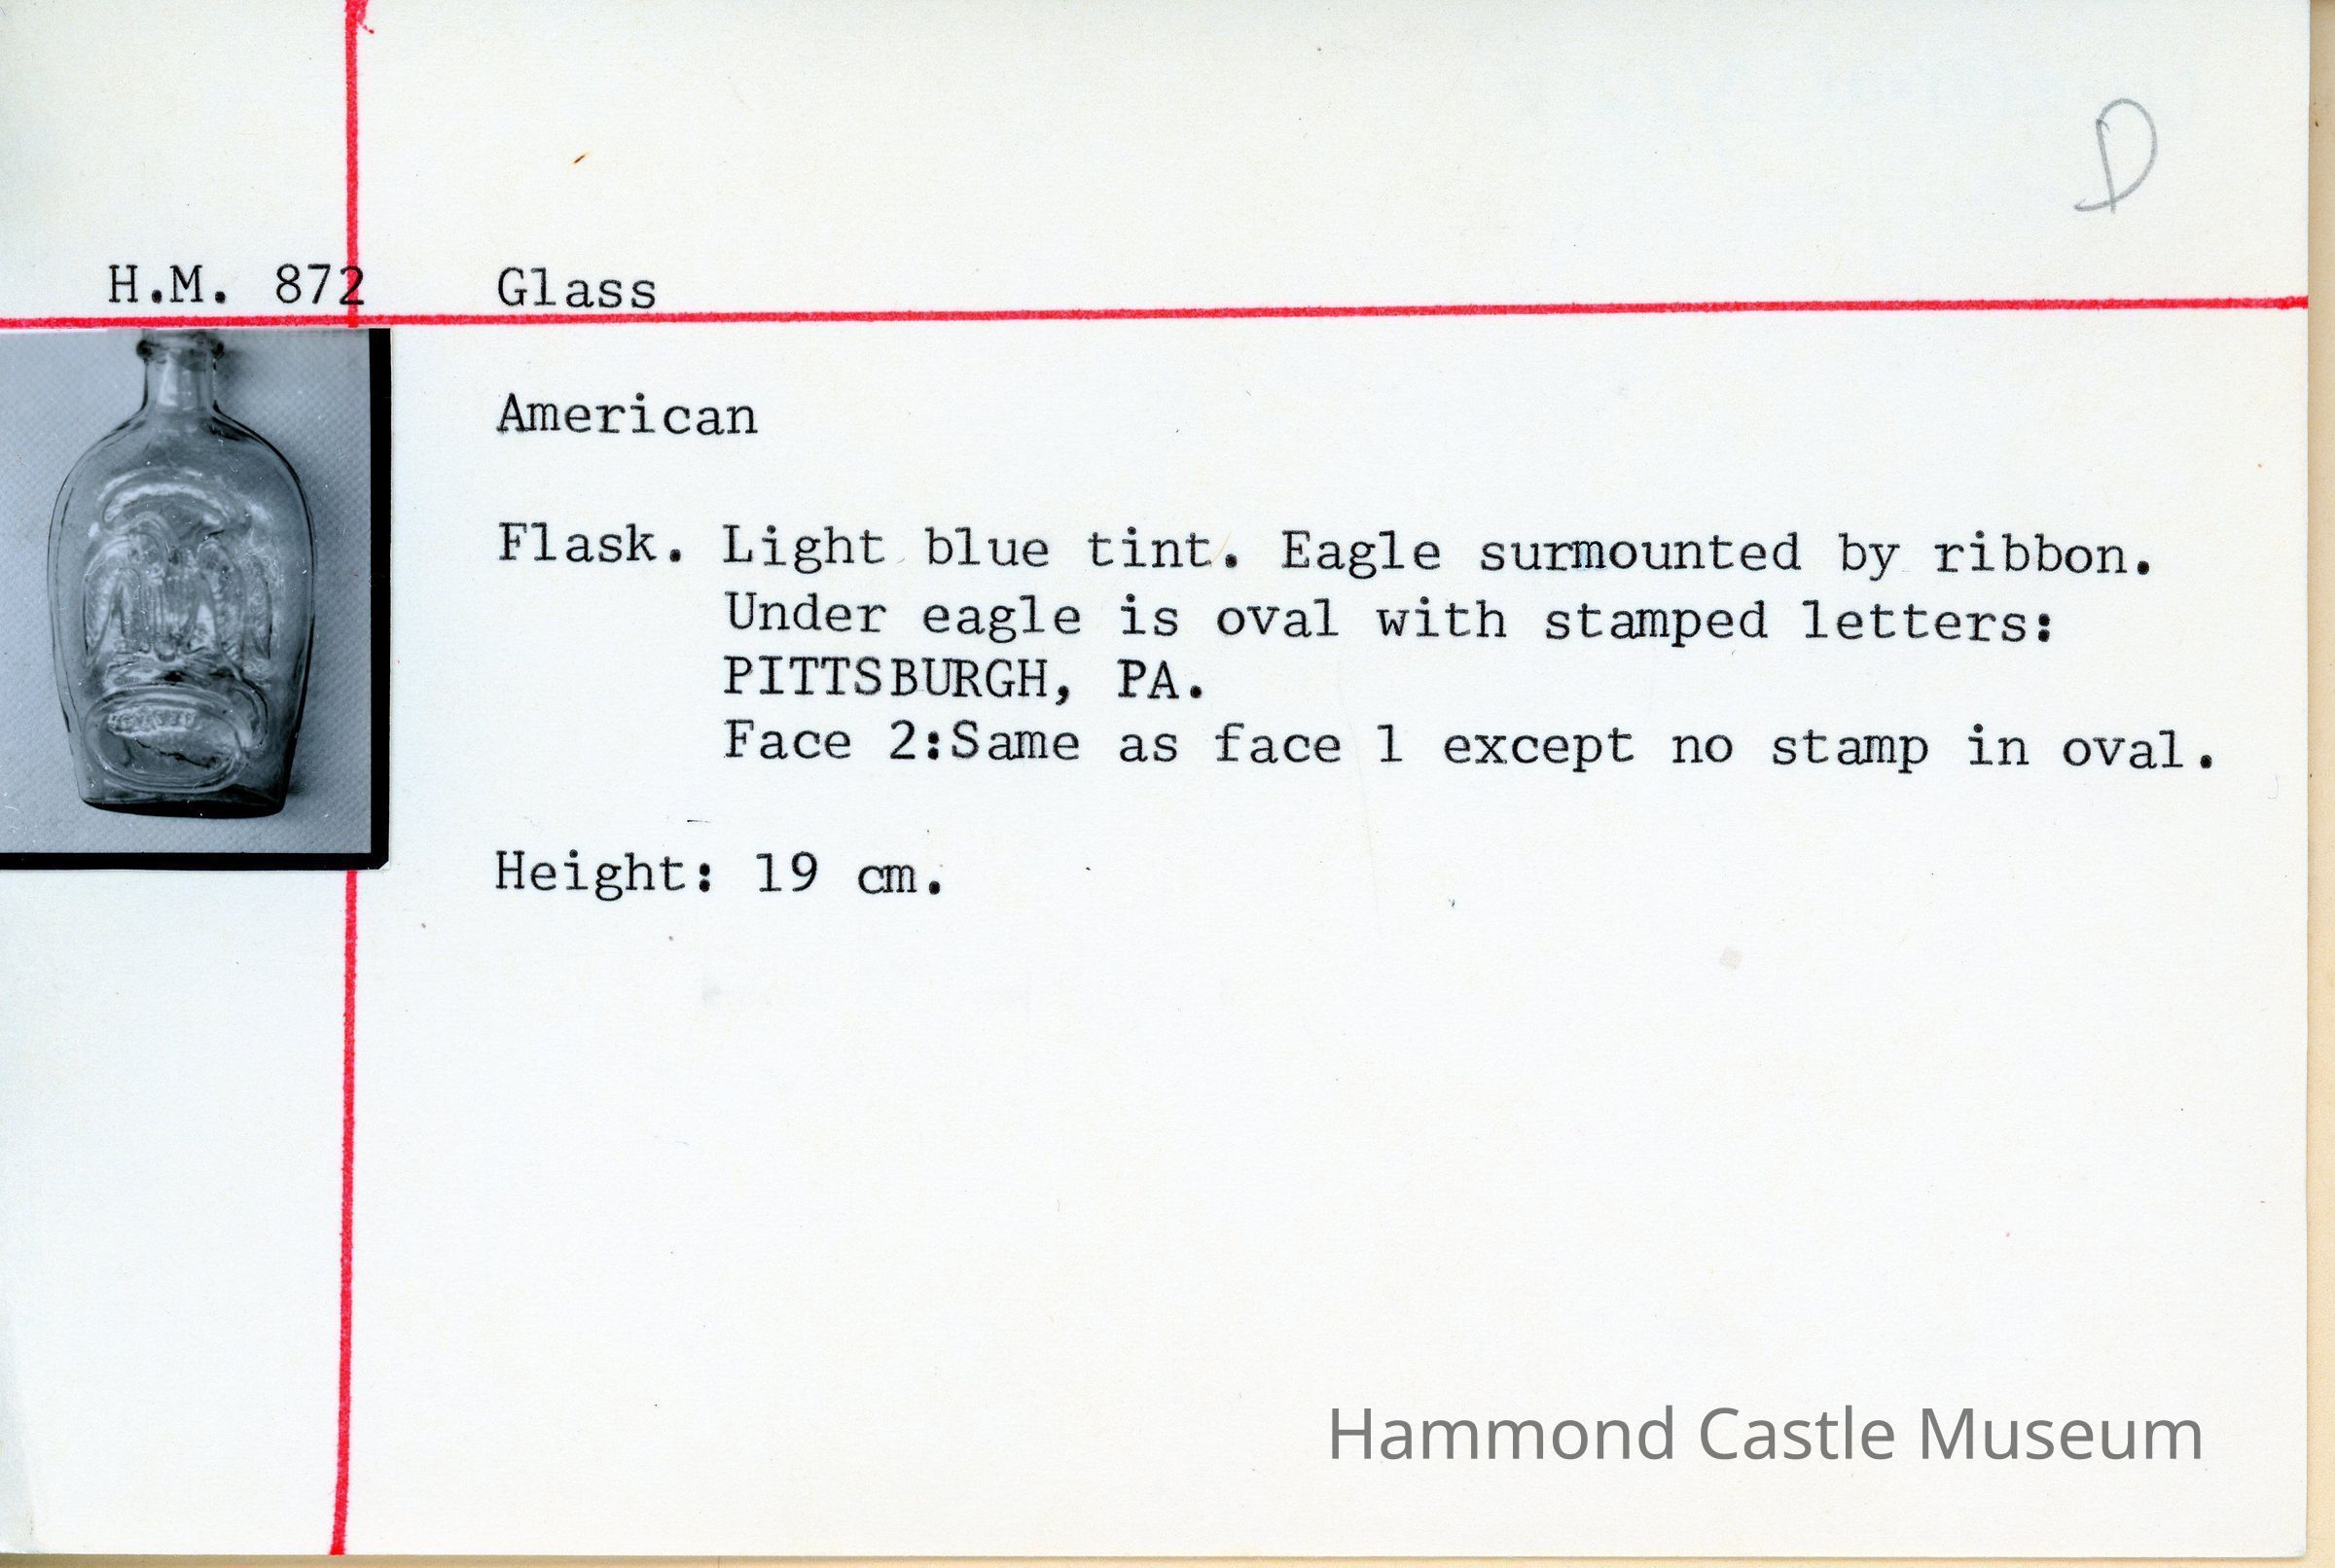 D
H.M. 872
Glass
American
Flask. Light blue tint. Eagle surmounted by ribbon.
Under eagle is oval with stamped letters:
PITTSBURGH, PA.
Face 2:Same as face 1 except no stamp in oval.
Height: 19 cm.
Hammond Castle Museum